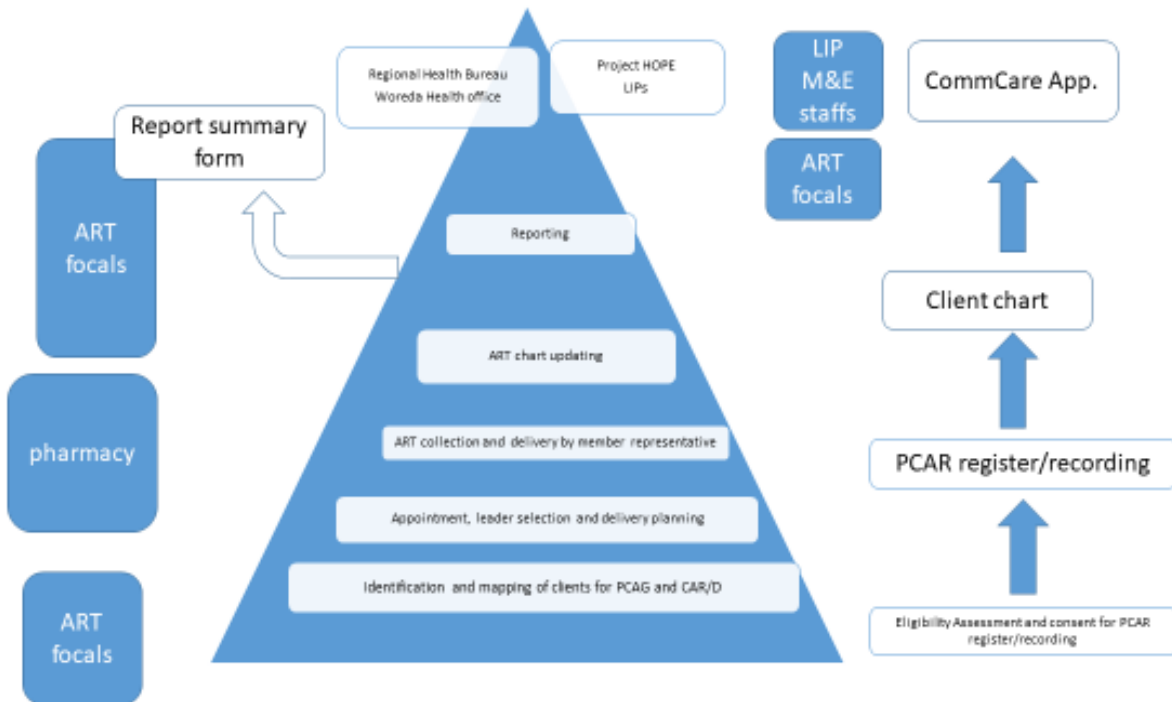 Regional Health Bureau
Woreda Health office
Project HOPE
LIPs
LIP
M&E
staffs
CommCare App.
Report summary
form
ART
focals
ART
focals
Reporting
Client chart
ART chart updating
pharmacy
ART collection and delivery by member representative
PCAR register/recording
Appointment, leader selection and delivery planning
Identification and mapping of clients for PCAG and CAR/D
ART
focals
Eligibility Assessment and consent for PCAR
register/recording